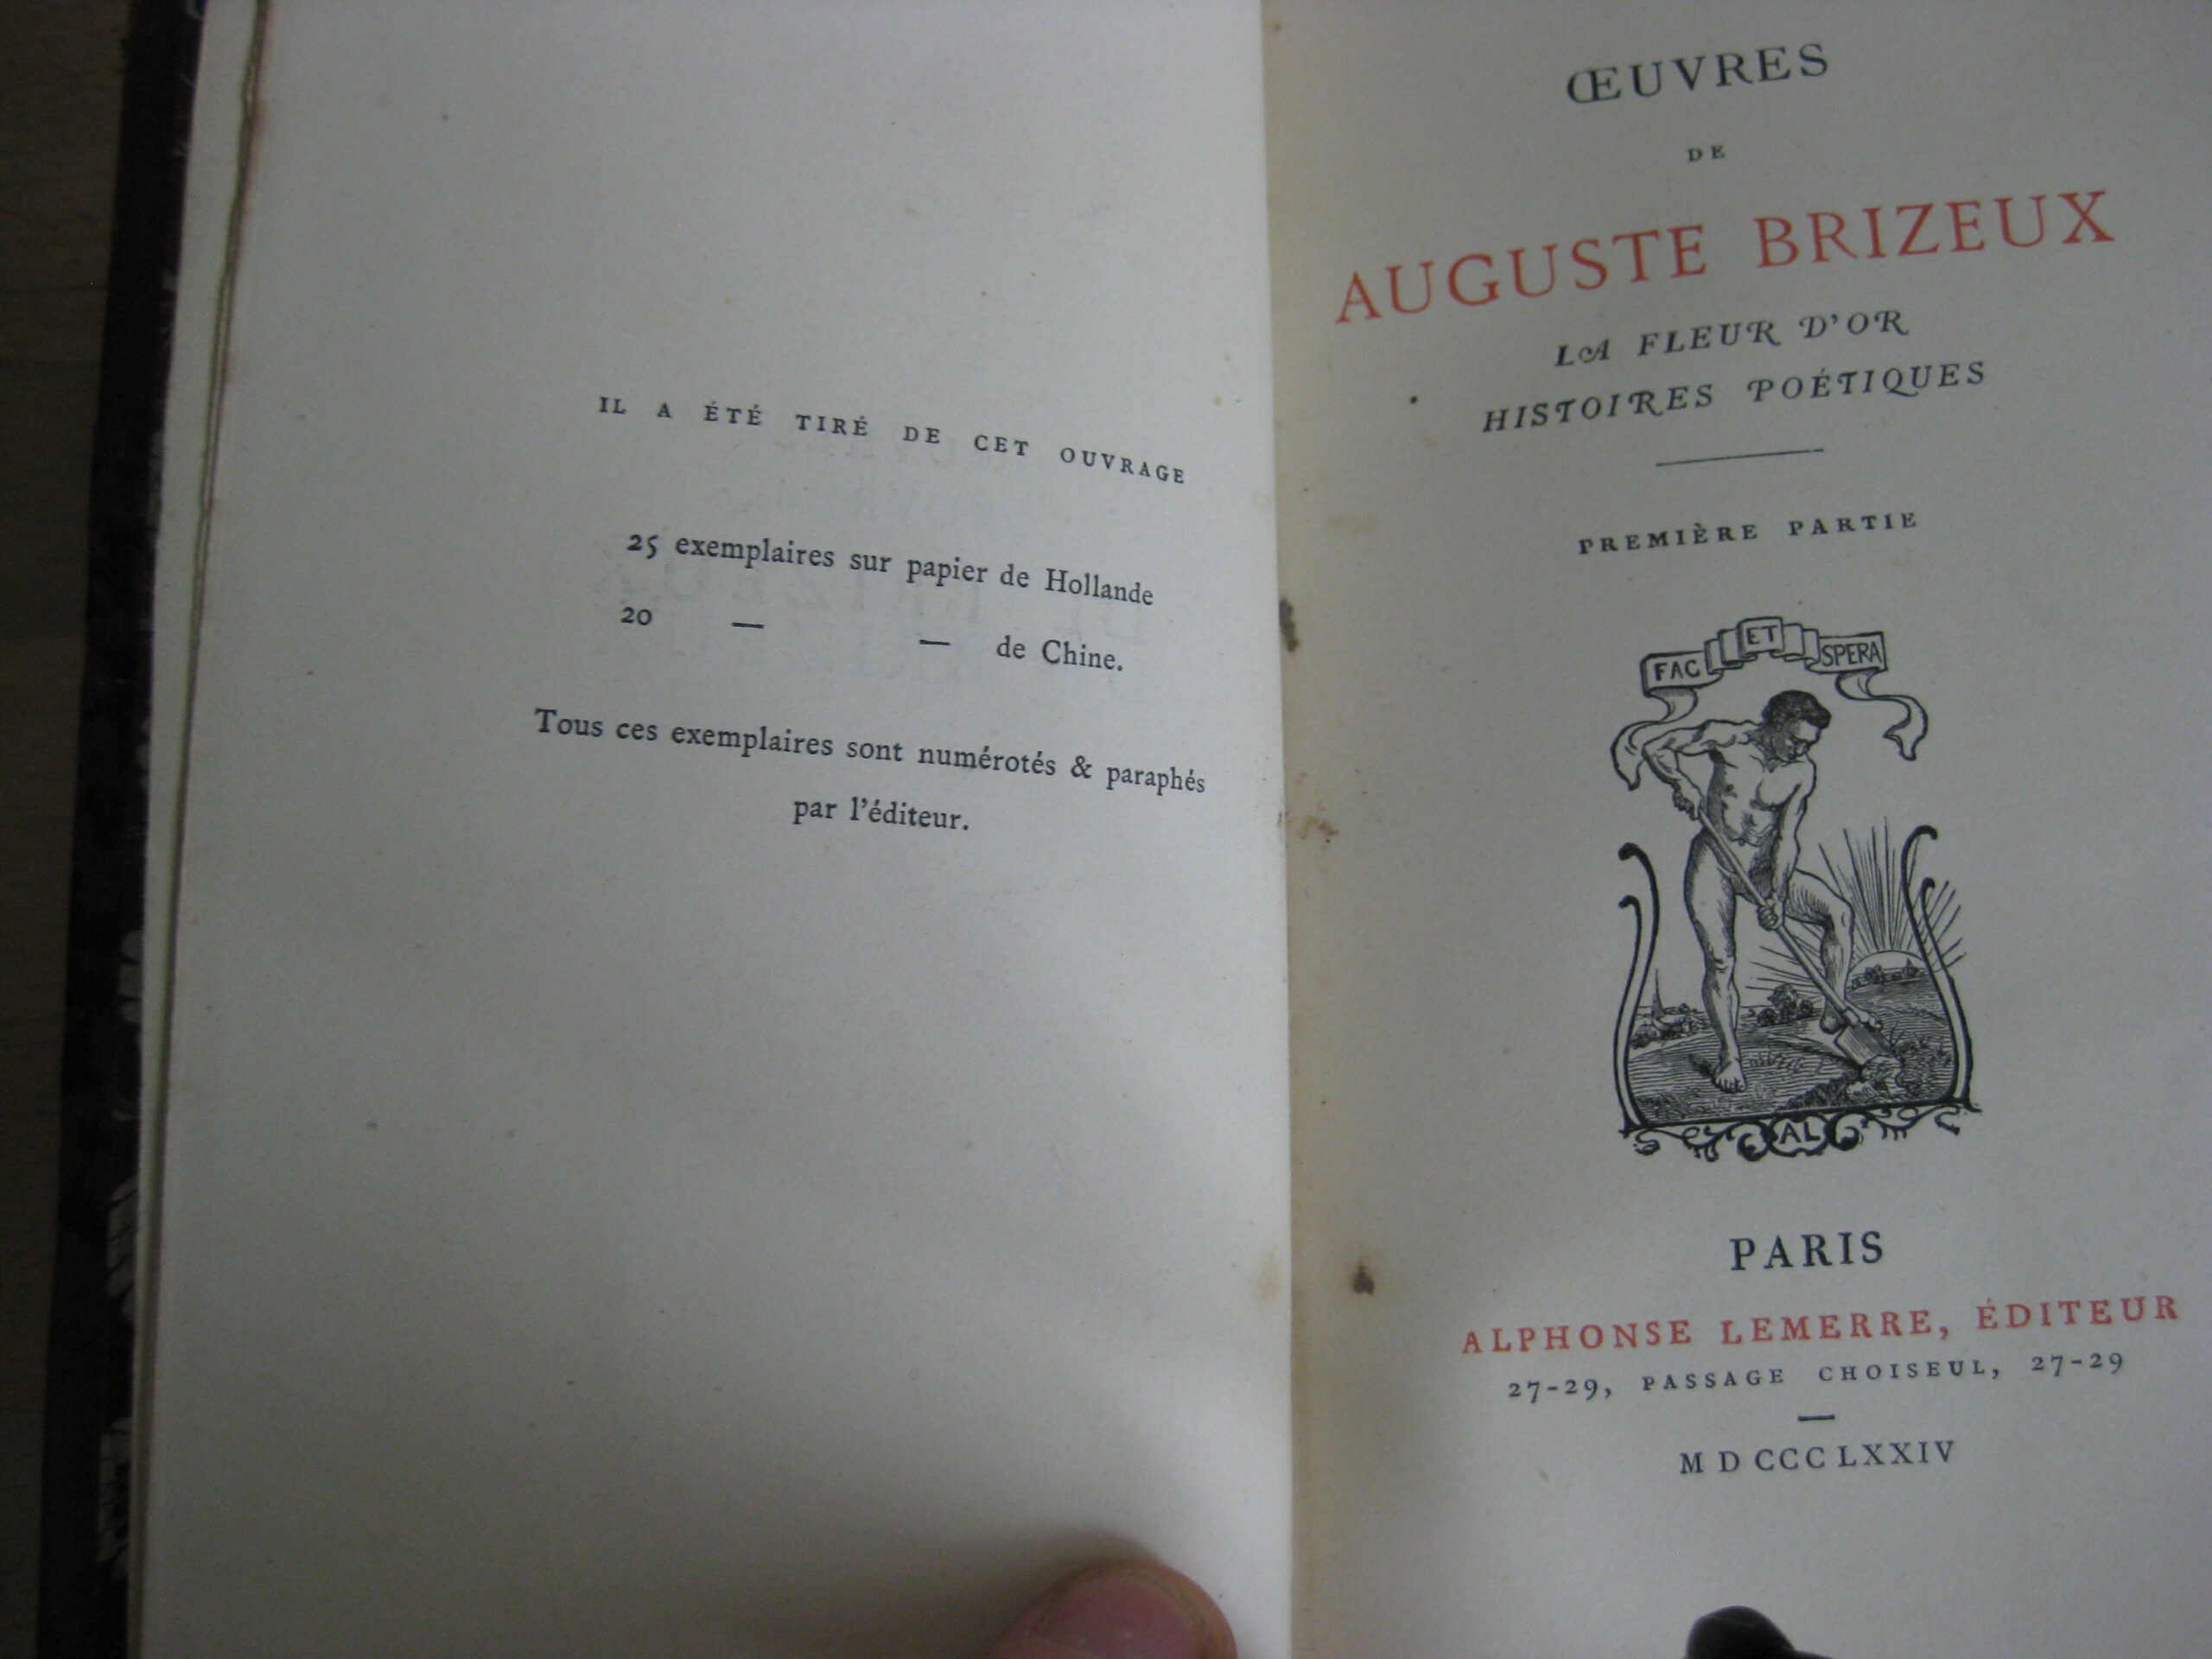 IL A ÉTÉ TIRÉ DE CET OUVRAGE
25 exemplaires sur papier de Hollande
20 — — de Chine.
Tous ces exemplaires sont numérotés & paraphés
par l'éditeur.
ŒUVRES
DE
AUGUSTE BRIZEUX
LA FLEUR D'OR
HISTOIRES POÉTIQUES
PREMIÈRE PARTIE
FAC ET SPERA
AL
PARIS
ALPHONSE LEMERRE, ÉDITEUR
27-29, PASSAGE CHOISEUL, 27-29
M D CCC LXXIV